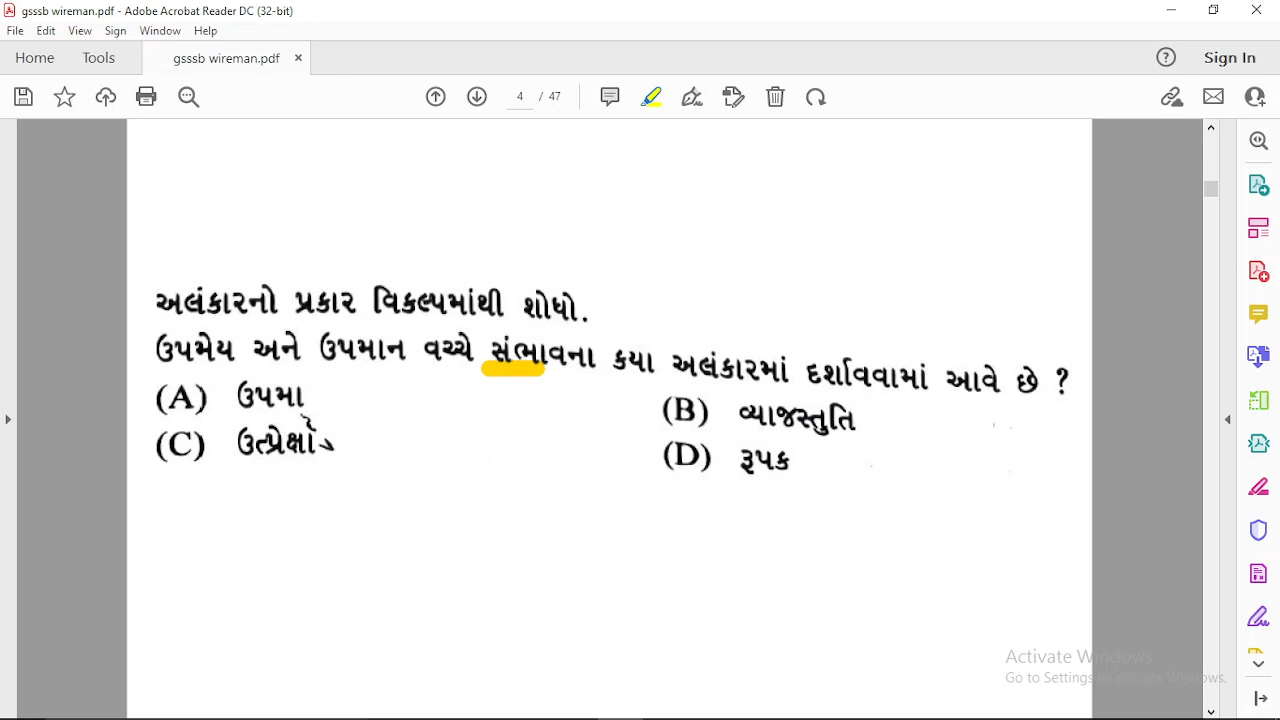 gsssb wireman.pdf - Adobe Acrobat Reader DC (32-bit)
File Edit View Sign Window Help
Home Tools gsssb wireman.pdf × ? Sign In
4 / 47
અલંકારનો પ્રકાર વિકલ્પમાંથી શોધો.
ઉપમેય અને ઉપમાન વચ્ચે સંભાવના કયા અલંકારમાં દર્શાવવામાં આવે છે ?
(A) ઉપમા (B) વ્યાજસ્તુતિ
(C) ઉત્પ્રેક્ષા (D) રૂપક
Activate Windows
Go to Settings to activate Windows.